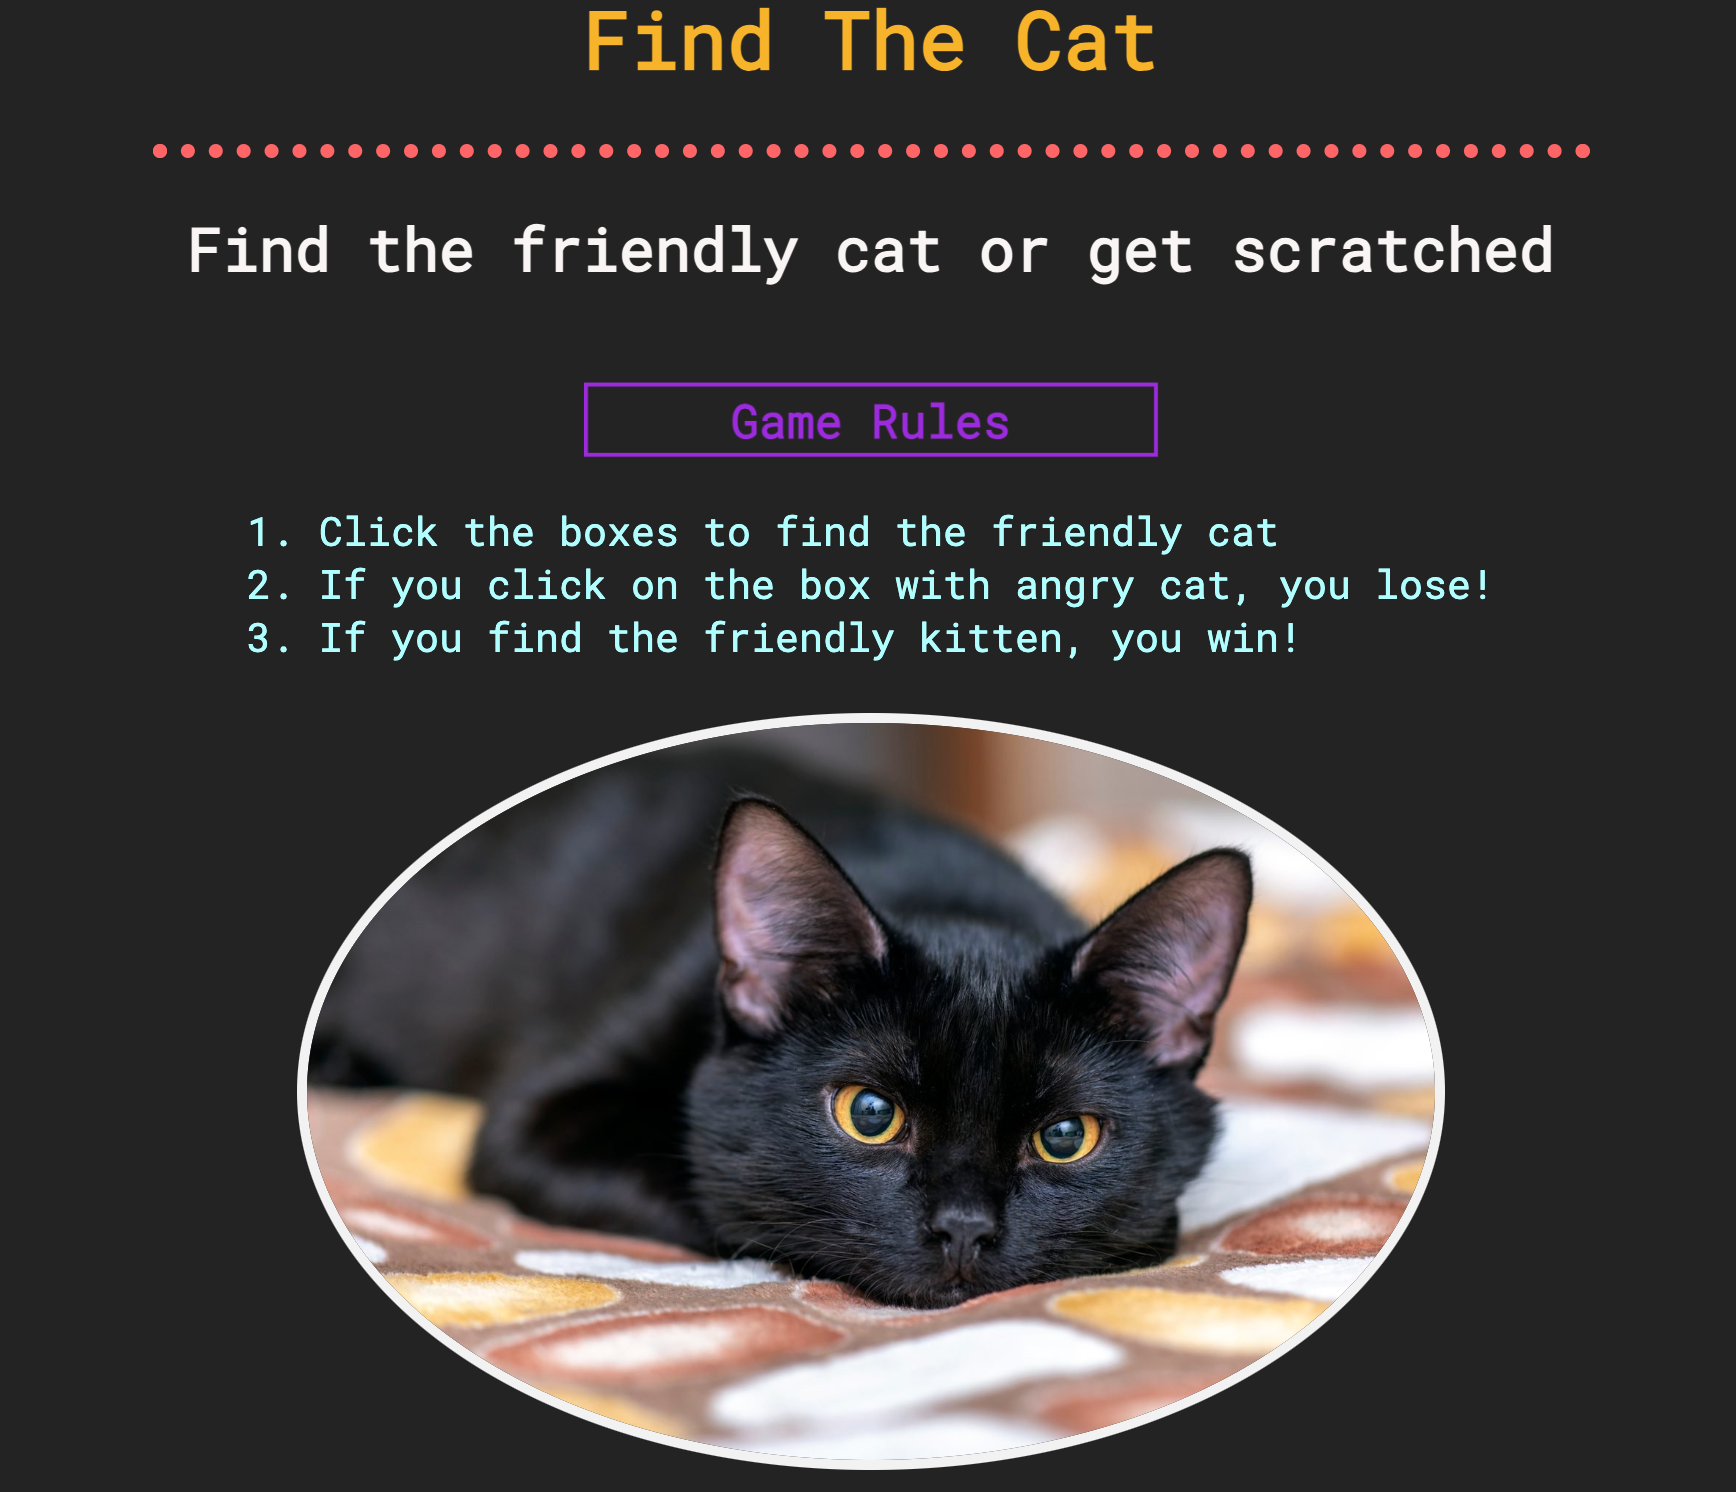 Find The Cat
Find the friendly cat or get scratched
Game Rules
1. Click the boxes to find the friendly cat
2. If you click on the box with angry cat, you lose!
3. If you find the friendly kitten, you win!